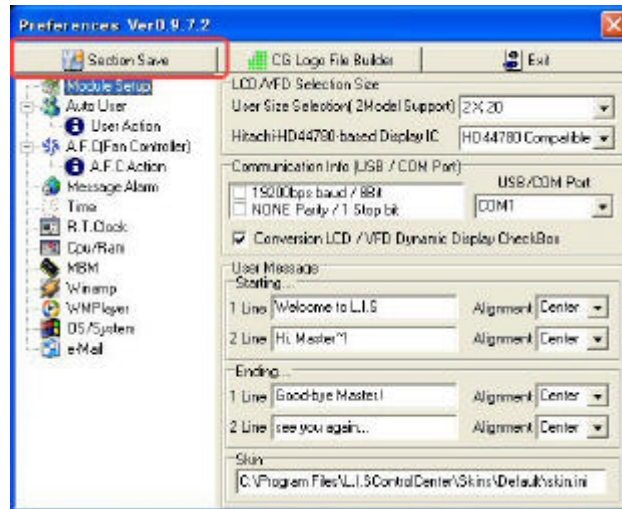 Preferences Ver0.9.7.2
Section Save
CG Logo File Builder
Exit
Module Setup
Auto User
User Action
A.F.C(Fan Controller)
A.F.C Action
Message Alarm
Time
R.T.Clock
Cpu/Ram
MBM
Winamp
WMPlayer
OS/System
e-Mail
LCD/VFD Selection Size
User Size Selection( 2Model Support)
2 X 20
Hitachi-HD44780-based Display IC
HD44780 Compatible
Communication Info (USB / COM Port)
19200bps baud / 8Bit
NONE Parity / 1 Stop bit
USB/COM Port
COM1
Conversion LCD / VFD Dynamic Display CheckBox
User Message
Starting...
1 Line
Welcome to L.I.S
Alignment
Center
2 Line
Hi, Master~!
Alignment
Center
Ending...
1 Line
Good-bye Master!
Alignment
Center
2 Line
see you again...
Alignment
Center
Skin
C:\Program Files\L.I.SControlCenter\Skins\Default\skin.ini